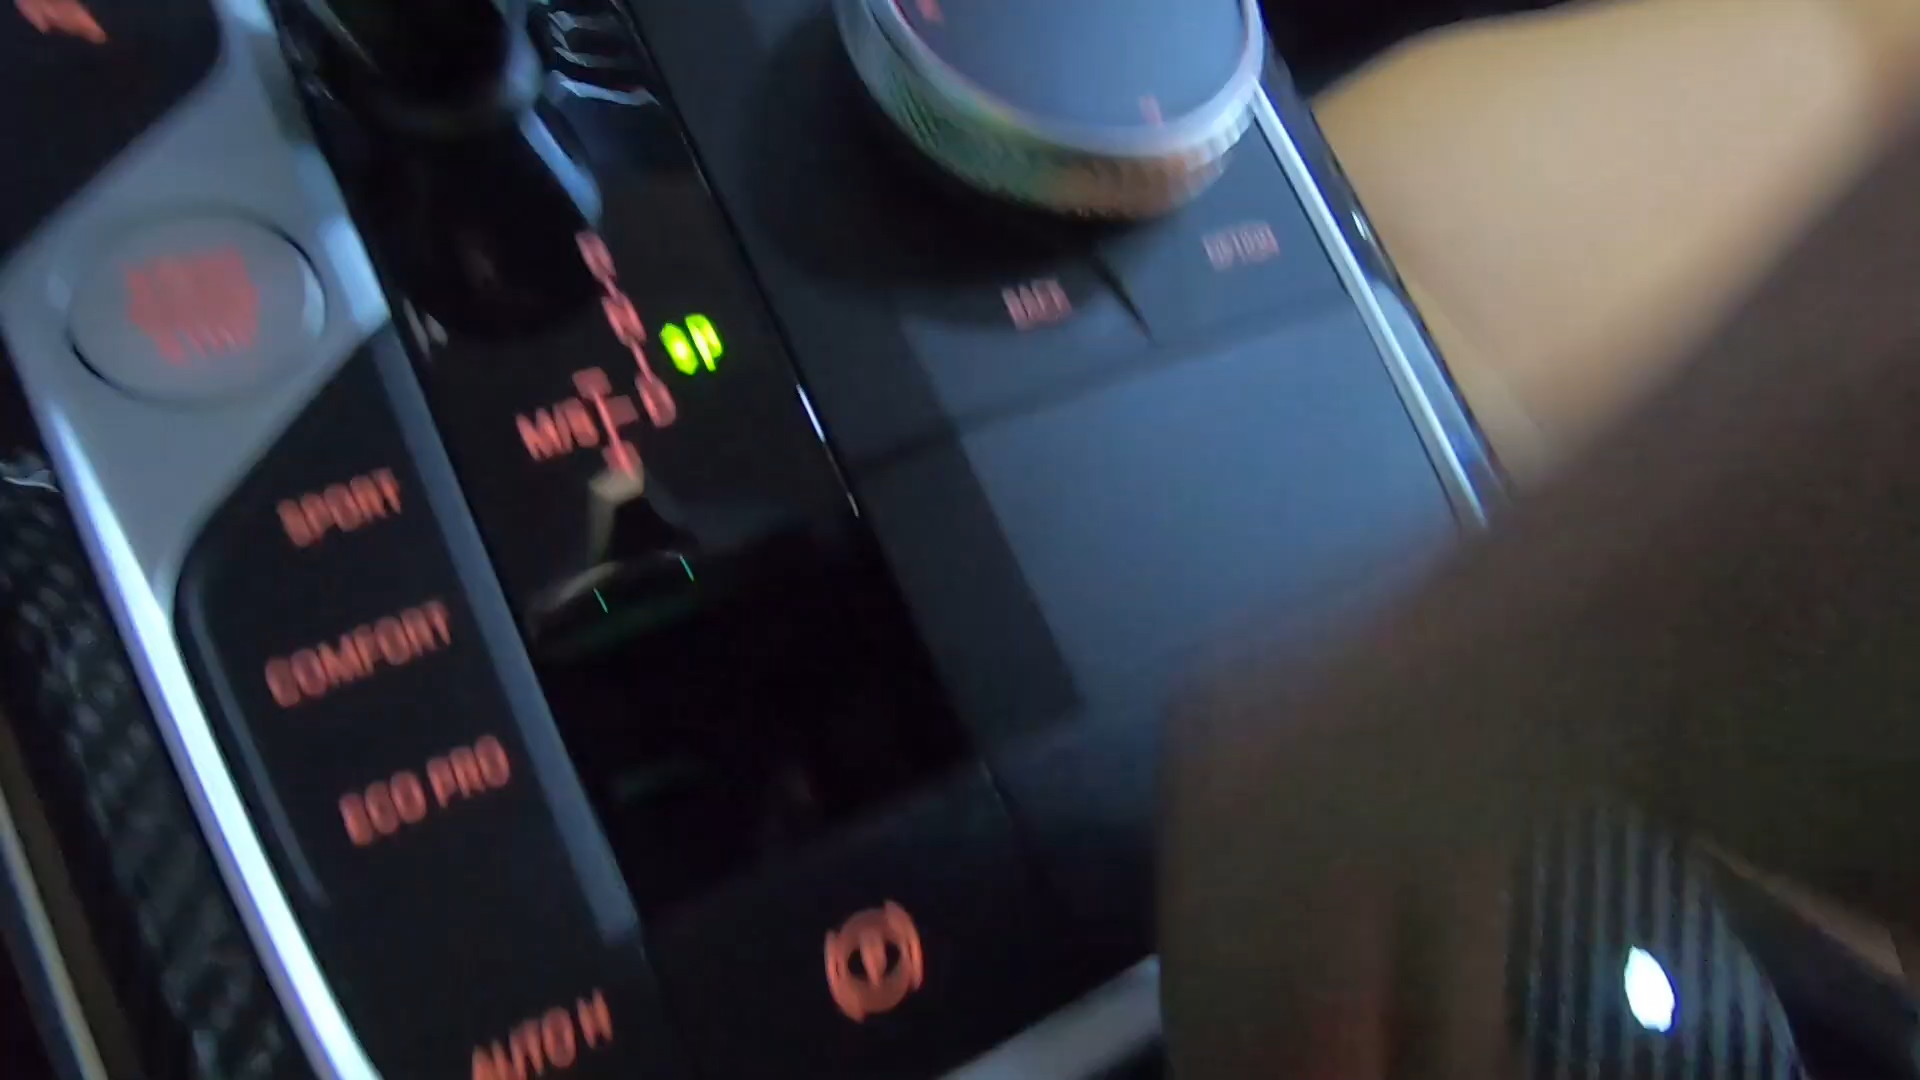 R
N
D
M/S
SPORT
COMFORT
ECO PRO
AUTO H
BACK
OPTION